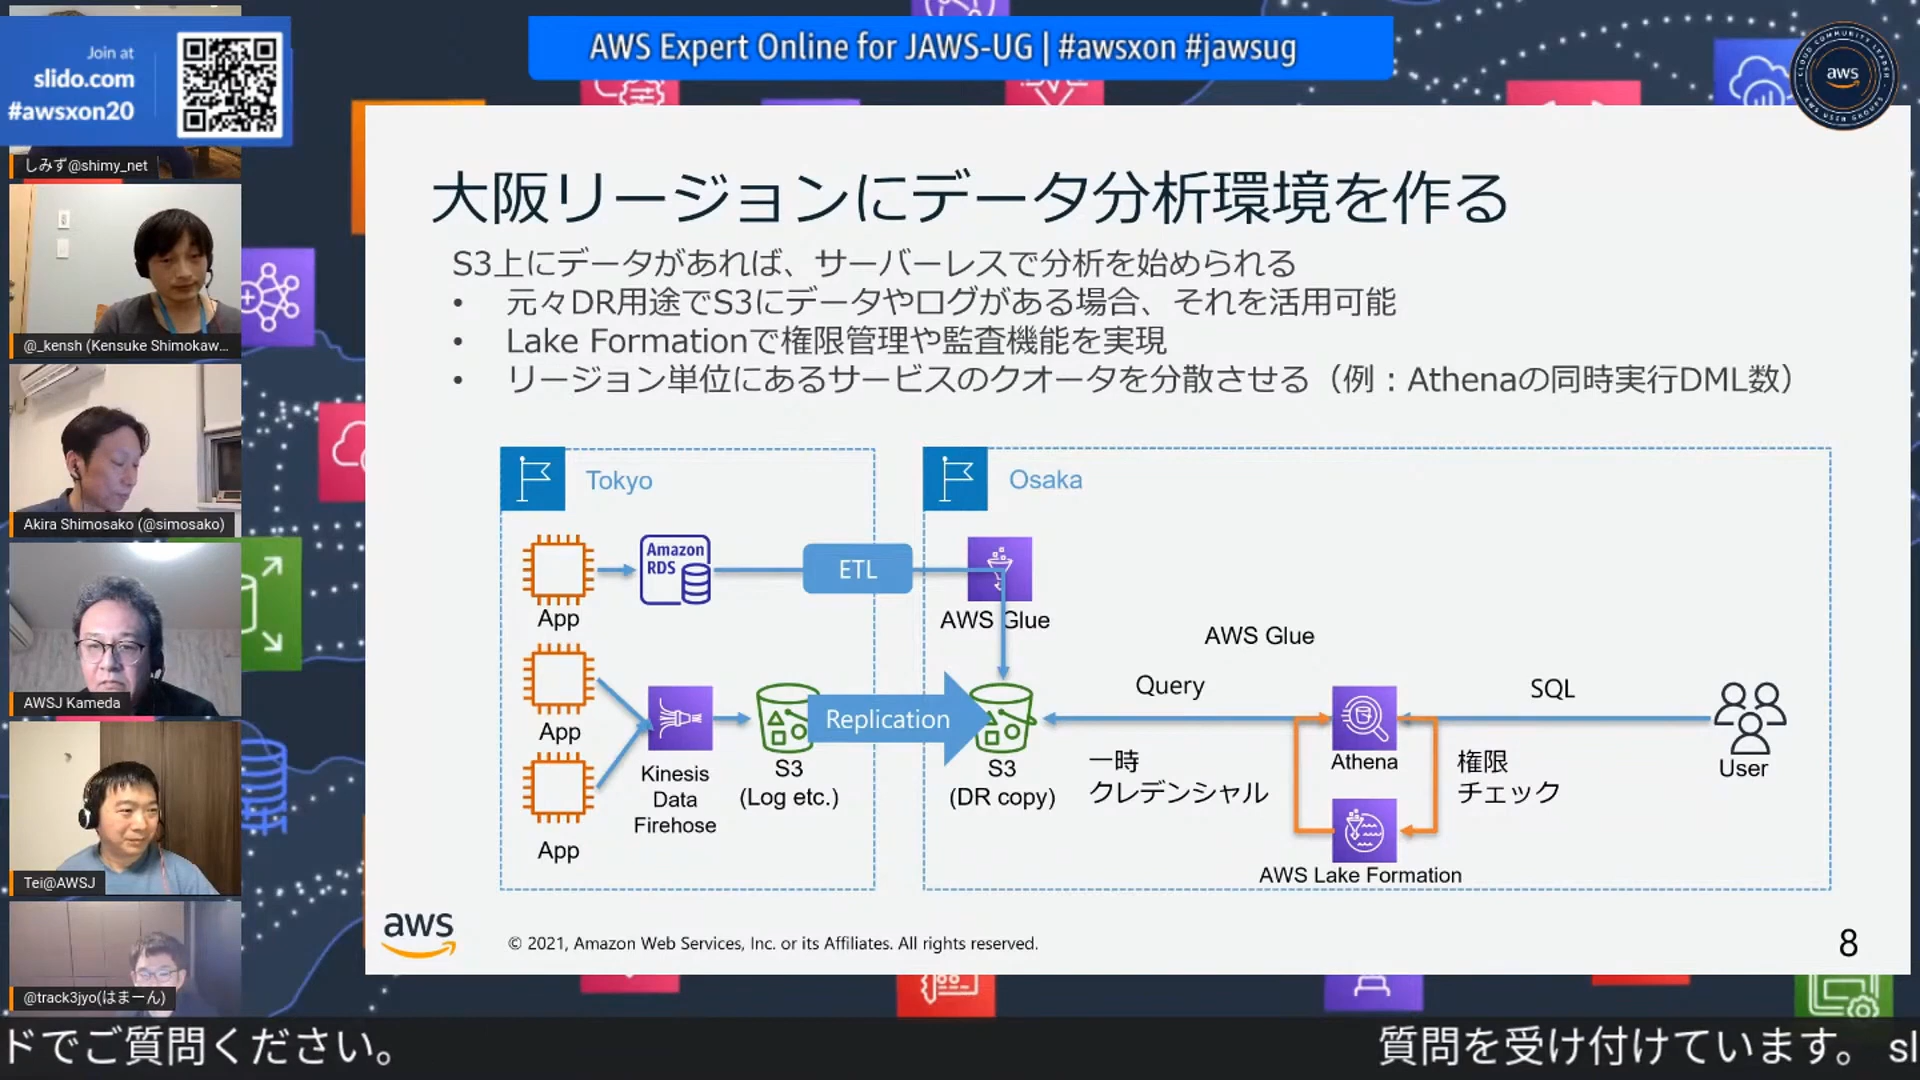 AWS Expert Online for JAWS-UG | #awsxon #jawsug
Join at
slido.com
#awsxon20
aws
しみず@shimy_net
@_kensh (Kensuke Shimokaw...
Akira Shimosako (@simosako)
AWSJ Kameda
Tei@AWSJ
@track3jyo(はまーん)
大阪リージョンにデータ分析環境を作る
S3上にデータがあれば、サーバーレスで分析を始められる
• 元々DR用途でS3にデータやログがある場合、それを活用可能
• Lake Formationで権限管理や監査機能を実現
• リージョン単位にあるサービスのクオータを分散させる（例：Athenaの同時実行DML数）
Tokyo
Osaka
App
Amazon
RDS
ETL
AWS Glue
AWS Glue
App
App
Kinesis
Data
Firehose
S3
(Log etc.)
Replication
S3
(DR copy)
Query
一時
クレデンシャル
Athena
AWS Lake Formation
権限
チェック
SQL
User
aws
© 2021, Amazon Web Services, Inc. or its Affiliates. All rights reserved.
8
ドでご質問ください。
質問を受け付けています。 sl